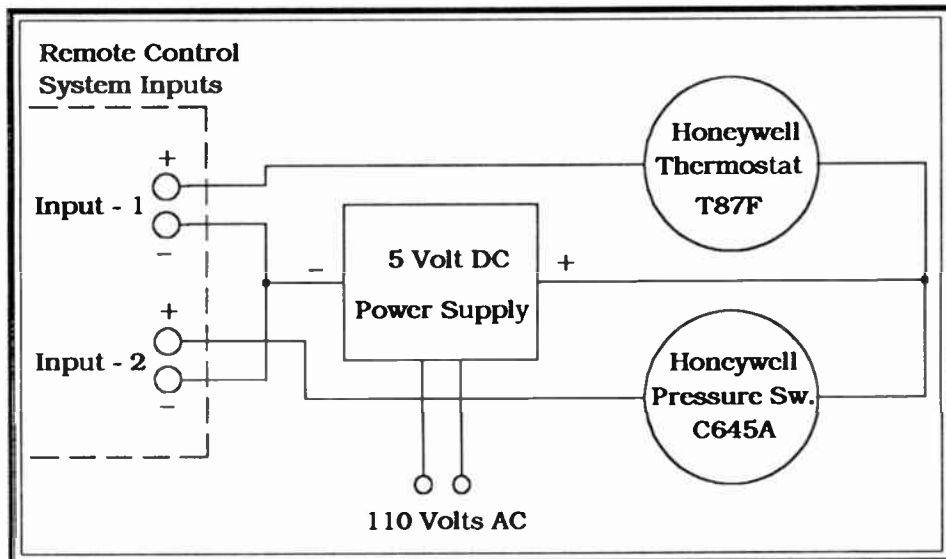 Remote Control
System Inputs
+
Input - 1
−
+
Input - 2
−
−
5 Volt DC
Power Supply
+
110 Volts AC
Honeywell
Thermostat
T87F
Honeywell
Pressure Sw.
C645A